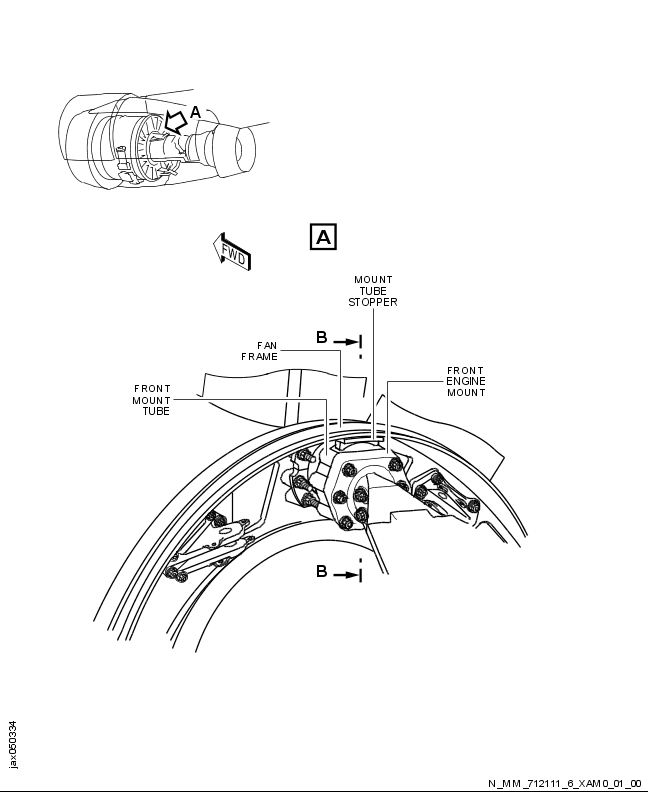 A
FWD
A
MOUNT
TUBE
STOPPER
B
FAN
FRAME
FRONT
ENGINE
MOUNT
FRONT
MOUNT
TUBE
B
jax050334
N_MM_712111_6_XAM0_01_00